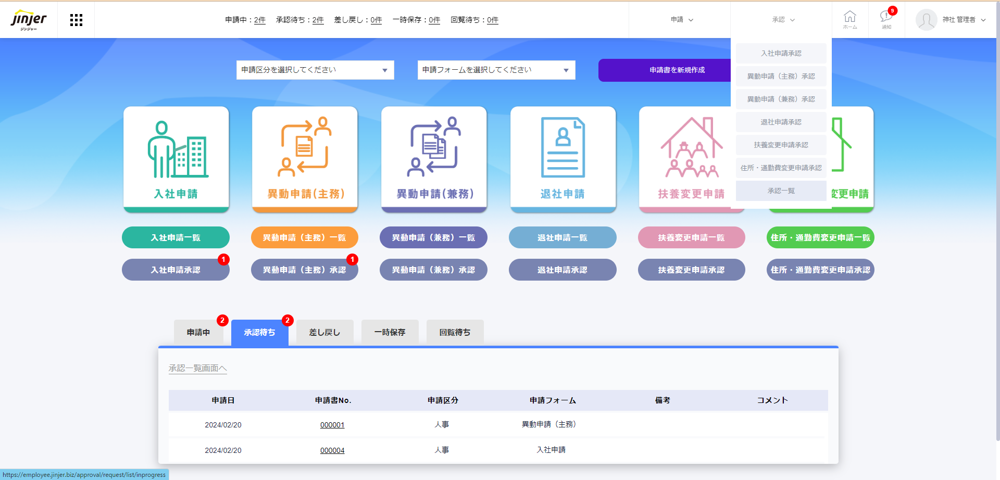 jinjer
ジンジャー
申請中：2件 承認待ち：2件 差し戻し：0件 一時保存：0件 回覧待ち：0件
申請
承認
ホーム
9
通知
神社 管理者
申請区分を選択してください
申請フォームを選択してください
申請書を新規作成
入社申請承認
異動申請（主務）承認
異動申請（兼務）承認
退社申請承認
扶養変更申請承認
住所・通勤費変更申請承認
承認一覧
入社申請
異動申請(主務)
異動申請(兼務)
退社申請
扶養変更申請
変更申請
入社申請一覧
異動申請（主務）一覧
異動申請（兼務）一覧
退社申請一覧
扶養変更申請一覧
住所・通勤費変更申請一覧
入社申請承認
1
異動申請（主務）承認
1
異動申請（兼務）承認
退社申請承認
扶養変更申請承認
住所・通勤費変更申請承認
申請中
2
承認待ち
2
差し戻し
一時保存
回覧待ち
承認一覧画面へ
申請日 申請書No. 申請区分 申請フォーム 備考 コメント
2024/02/20 000001 人事 異動申請（主務）
2024/02/20 000004 人事 入社申請
https://employee.jinjer.biz/approval/request/list/inprogress